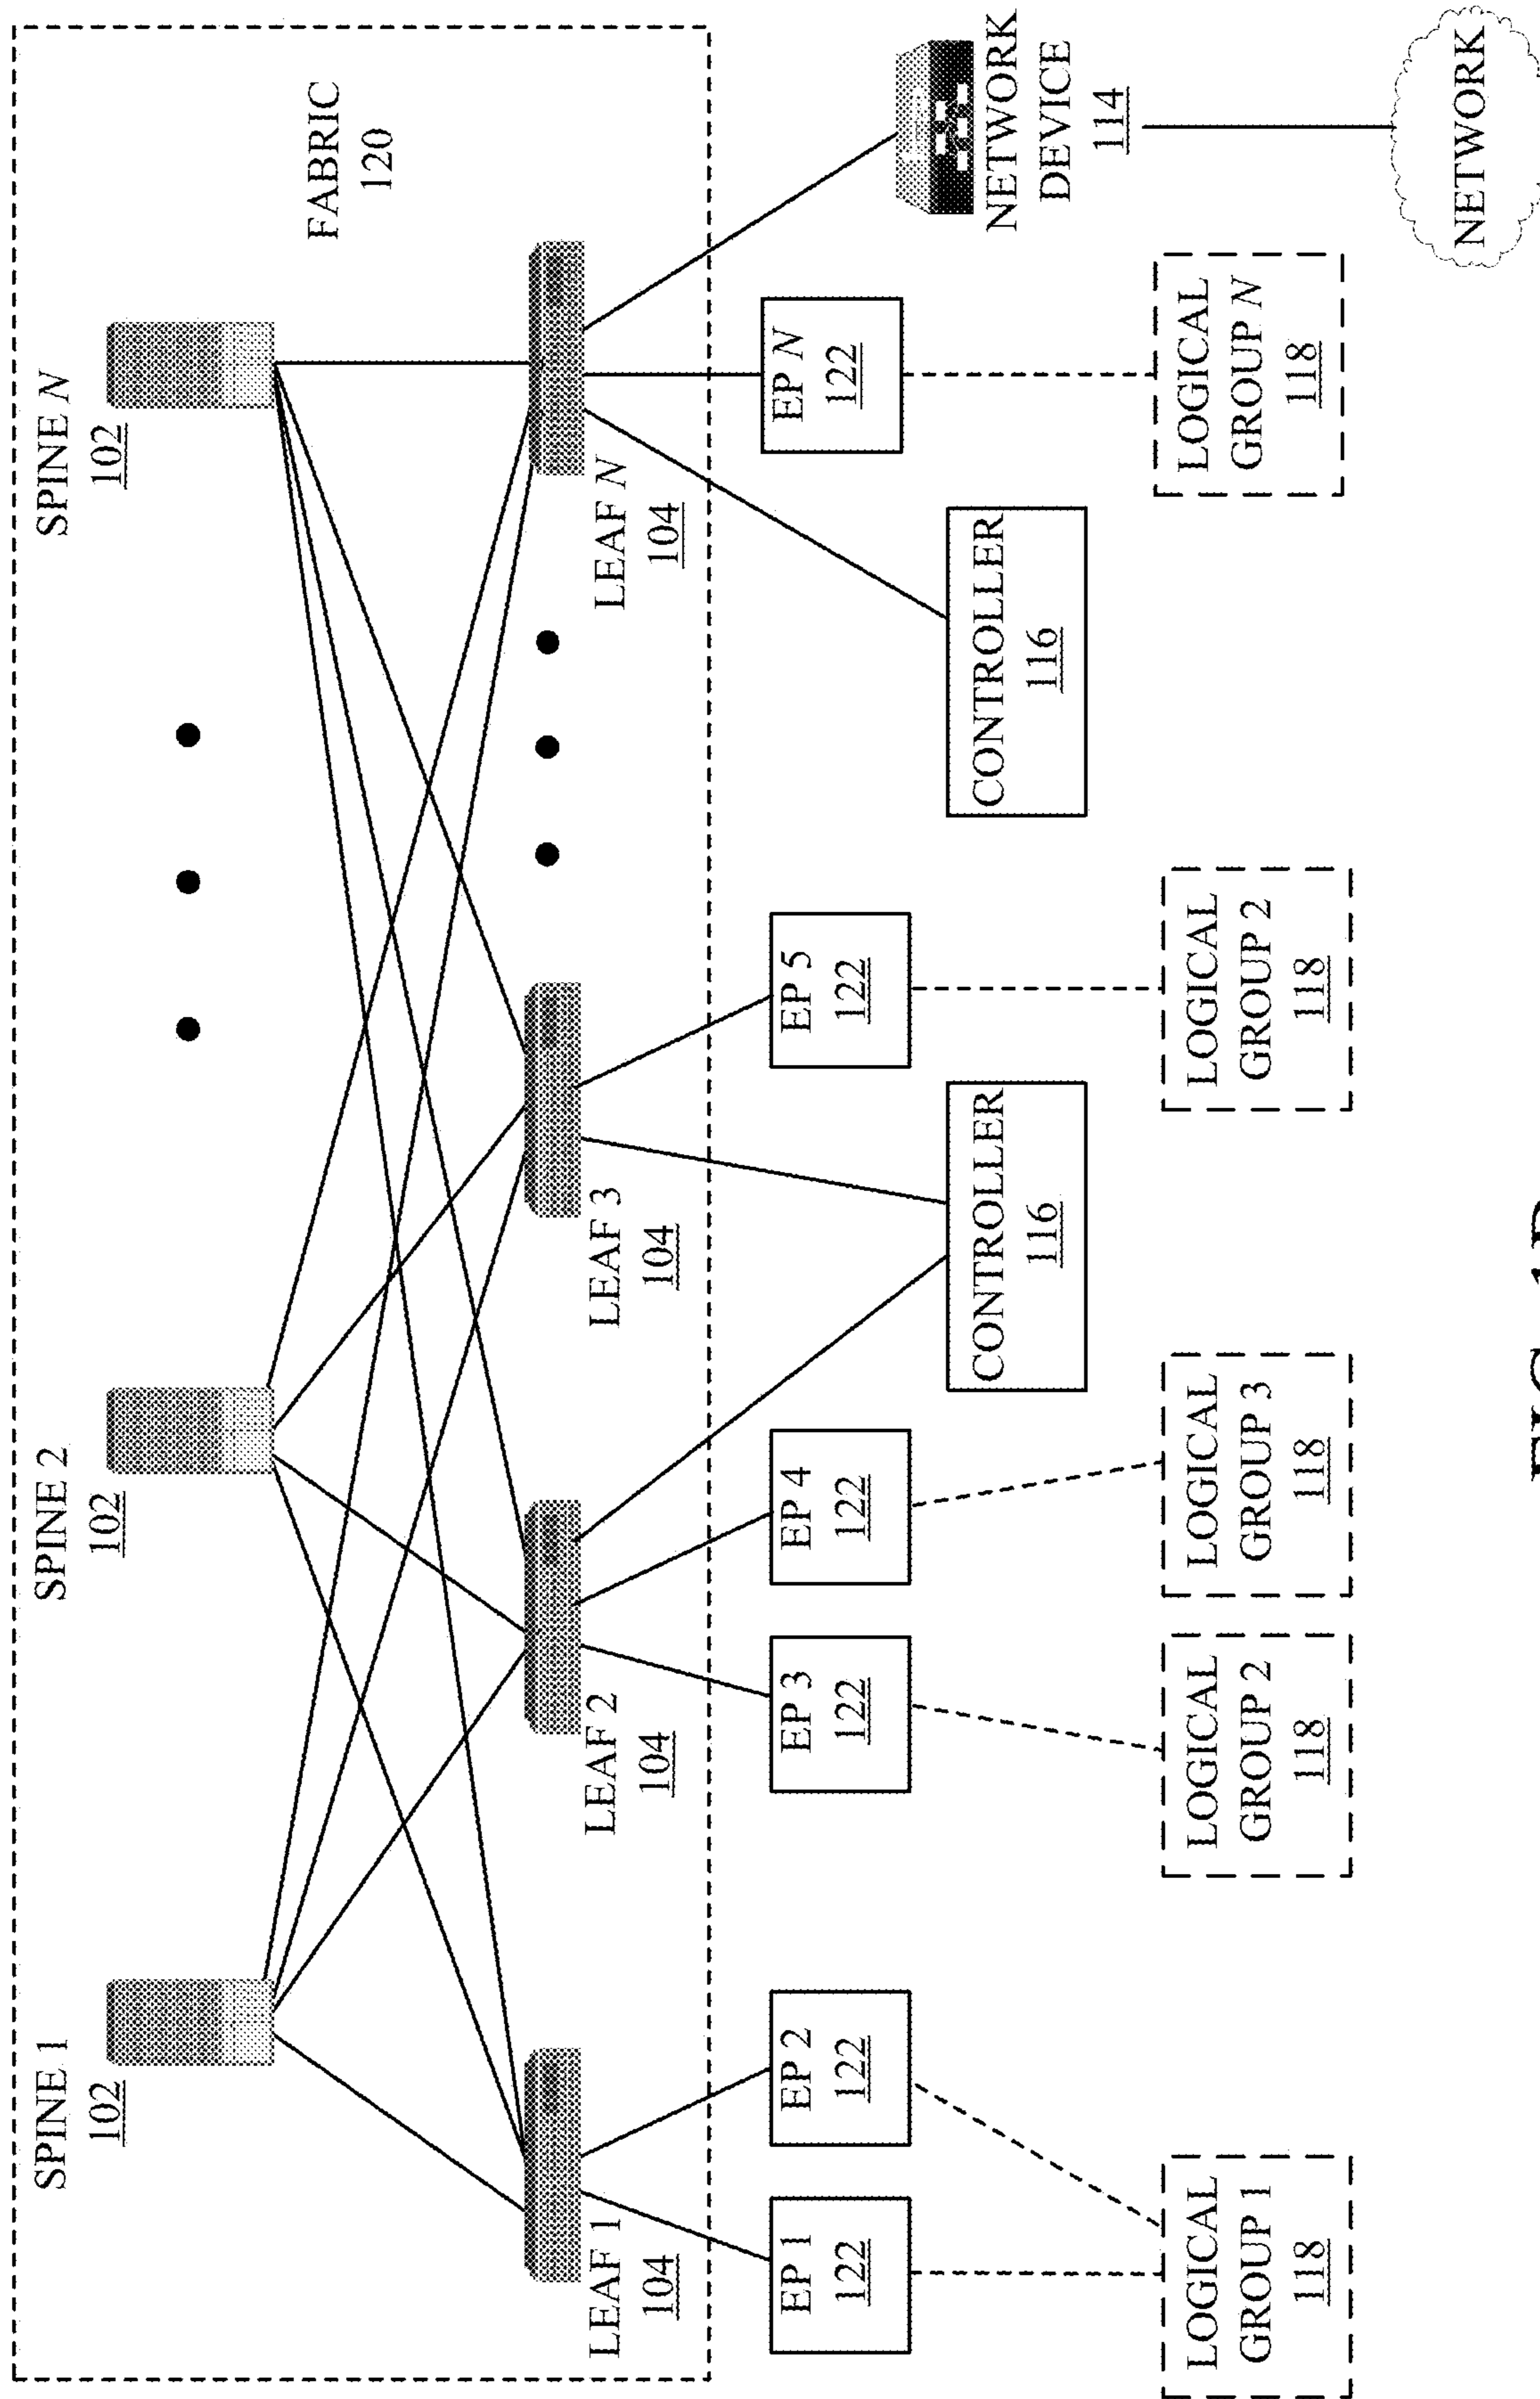 SPINE 1
102
SPINE 2
102
SPINE N
102
FABRIC
120
LEAF 1
104
LEAF 2
104
LEAF 3
104
LEAF N
104
EP 1
122
EP 2
122
EP 3
122
EP 4
122
EP 5
122
EP N
122
CONTROLLER
116
CONTROLLER
116
NETWORK
DEVICE
114
LOGICAL
GROUP 1
118
LOGICAL
GROUP 2
118
LOGICAL
GROUP 3
118
LOGICAL
GROUP 2
118
LOGICAL
GROUP N
118
NETWORK